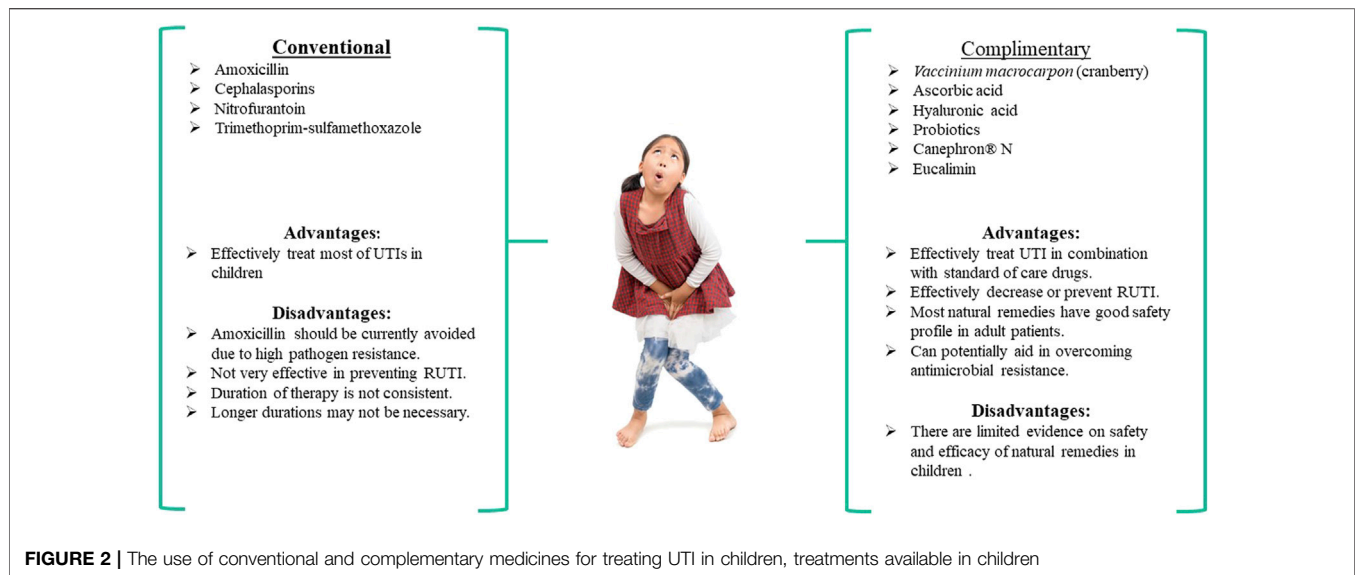 Conventional
➢ Amoxicillin
➢ Cephalasporins
➢ Nitrofurantoin
➢ Trimethoprim-sulfamethoxazole
Advantages:
➢ Effectively treat most of UTIs in
children
Disadvantages:
➢ Amoxicillin should be currently avoided
due to high pathogen resistance.
➢ Not very effective in preventing RUTI.
➢ Duration of therapy is not consistent.
➢ Longer durations may not be necessary.
Complimentary
➢ Vaccinium macrocarpon (cranberry)
➢ Ascorbic acid
➢ Hyaluronic acid
➢ Probiotics
➢ Canephron® N
➢ Eucalimin
Advantages:
➢ Effectively treat UTI in combination
with standard of care drugs.
➢ Effectively decrease or prevent RUTI.
➢ Most natural remedies have good safety
profile in adult patients.
➢ Can potentially aid in overcoming
antimicrobial resistance.
Disadvantages:
➢ There are limited evidence on safety
and efficacy of natural remedies in
children .
FIGURE 2 | The use of conventional and complementary medicines for treating UTI in children, treatments available in children